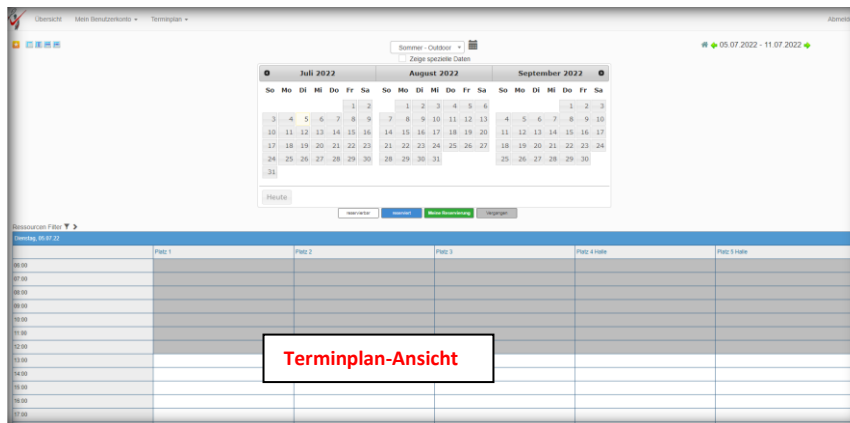 Übersicht Mein Benutzerkonto Terminplan Abmelde
Sommer - Outdoor
Zeige spezielle Daten
05.07.2022 - 11.07.2022
Juli 2022 August 2022 September 2022
So Mo Di Mi Do Fr Sa So Mo Di Mi Do Fr Sa So Mo Di Mi Do Fr Sa
1 2 1 2 3 4 5 6 1 2 3
3 4 5 6 7 8 9 7 8 9 10 11 12 13 4 5 6 7 8 9 10
10 11 12 13 14 15 16 14 15 16 17 18 19 20 11 12 13 14 15 16 17
17 18 19 20 21 22 23 21 22 23 24 25 26 27 18 19 20 21 22 23 24
24 25 26 27 28 29 30 28 29 30 31 25 26 27 28 29 30
31
Heute
reservierbar reserviert Meine Reservierung Vergangen
Ressourcen Filter
Dienstag, 05.07.22
Platz 1 Platz 2 Platz 3 Platz 4 Halle Platz 5 Halle
06:00
07:00
08:00
09:00
10:00
11:00
12:00
13:00
14:00
15:00
16:00
17:00
Terminplan-Ansicht